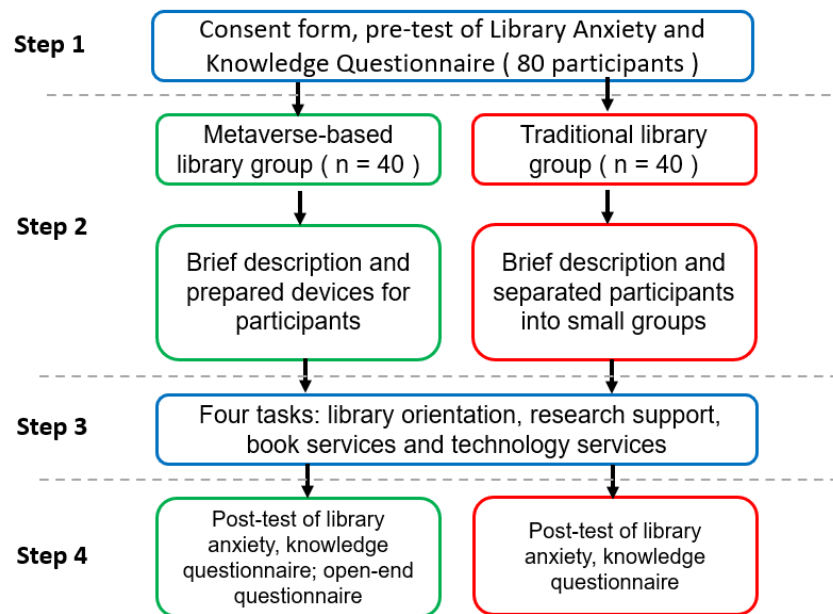 Step 1
Consent form, pre-test of Library Anxiety and
Knowledge Questionnaire ( 80 participants )
Metaverse-based
library group ( n = 40 )
Traditional library
group ( n = 40 )
Step 2
Brief description and
prepared devices for
participants
Brief description and
separated participants
into small groups
Step 3
Four tasks: library orientation, research support,
book services and technology services
Step 4
Post-test of library
anxiety, knowledge
questionnaire; open-end
questionnaire
Post-test of library
anxiety, knowledge
questionnaire